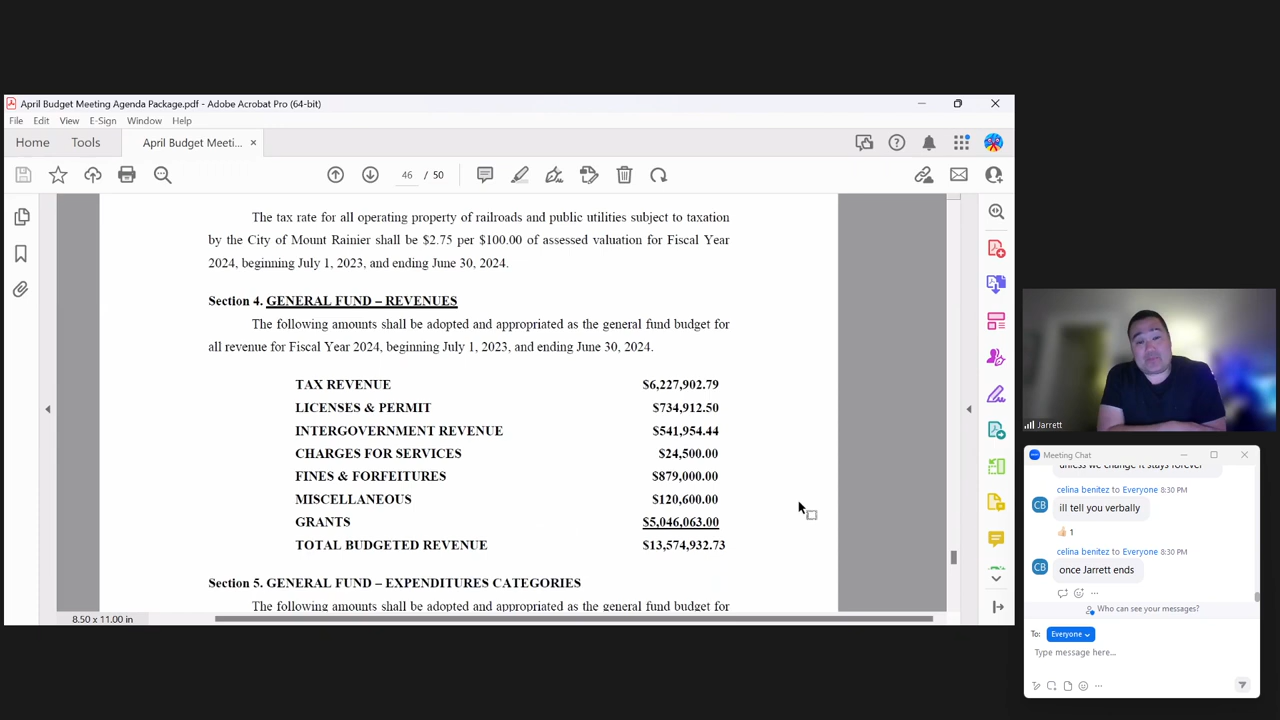 April Budget Meeting Agenda Package.pdf - Adobe Acrobat Pro (64-bit)
File Edit View E-Sign Window Help
Home Tools April Budget Meeti... ×
46 / 50
The tax rate for all operating property of railroads and public utilities subject to taxation
by the City of Mount Rainier shall be $2.75 per $100.00 of assessed valuation for Fiscal Year
2024, beginning July 1, 2023, and ending June 30, 2024.
Section 4. GENERAL FUND – REVENUES
The following amounts shall be adopted and appropriated as the general fund budget for
all revenue for Fiscal Year 2024, beginning July 1, 2023, and ending June 30, 2024.
TAX REVENUE $6,227,902.79
LICENSES & PERMIT $734,912.50
INTERGOVERNMENT REVENUE $541,954.44
CHARGES FOR SERVICES $24,500.00
FINES & FORFEITURES $879,000.00
MISCELLANEOUS $120,600.00
GRANTS $5,046,063.00
TOTAL BUDGETED REVENUE $13,574,932.73
Section 5. GENERAL FUND – EXPENDITURES CATEGORIES
The following amounts shall be adopted and appropriated as the general fund budget for
8.50 x 11.00 in
Jarrett
Meeting Chat
unless we change it stays forever
celina benitez to Everyone 8:30 PM
CB
ill tell you verbally
1
celina benitez to Everyone 8:30 PM
CB
once Jarrett ends
Who can see your messages?
To: Everyone
Type message here...